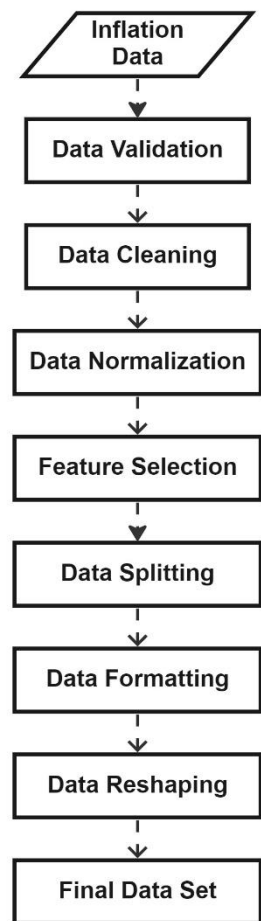 Inflation
Data
Data Validation
Data Cleaning
Data Normalization
Feature Selection
Data Splitting
Data Formatting
Data Reshaping
Final Data Set